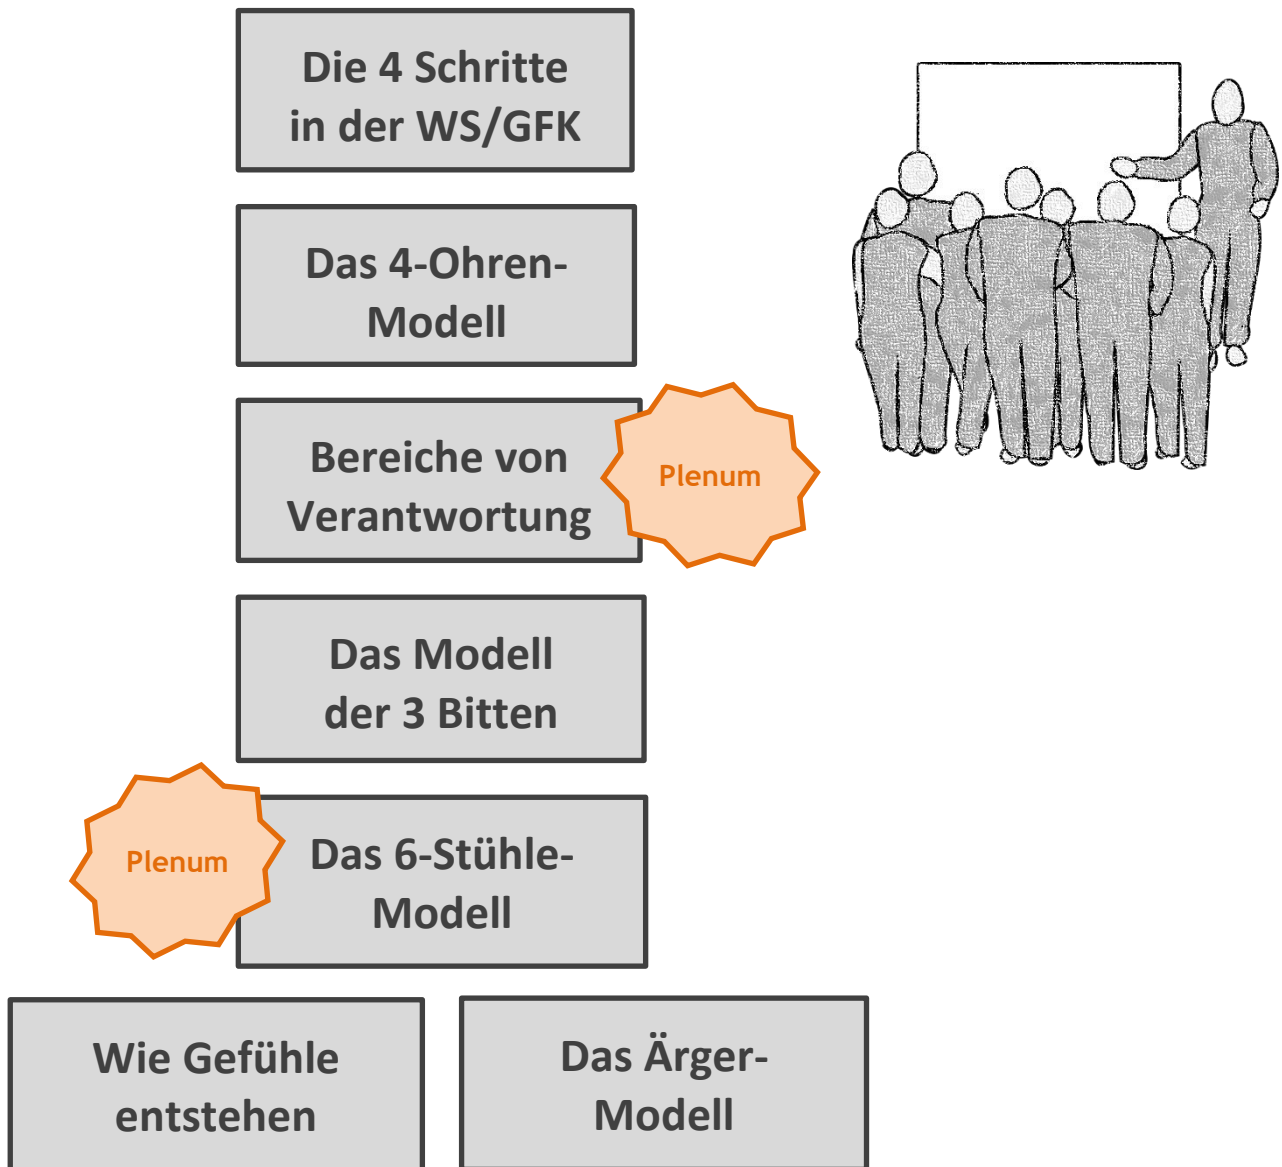 Die 4 Schritte
in der WS/GFK
Das 4-Ohren-
Modell
Bereiche von
Verantwortung
Plenum
Das Modell
der 3 Bitten
Plenum
Das 6-Stühle-
Modell
Wie Gefühle
entstehen
Das Ärger-
Modell